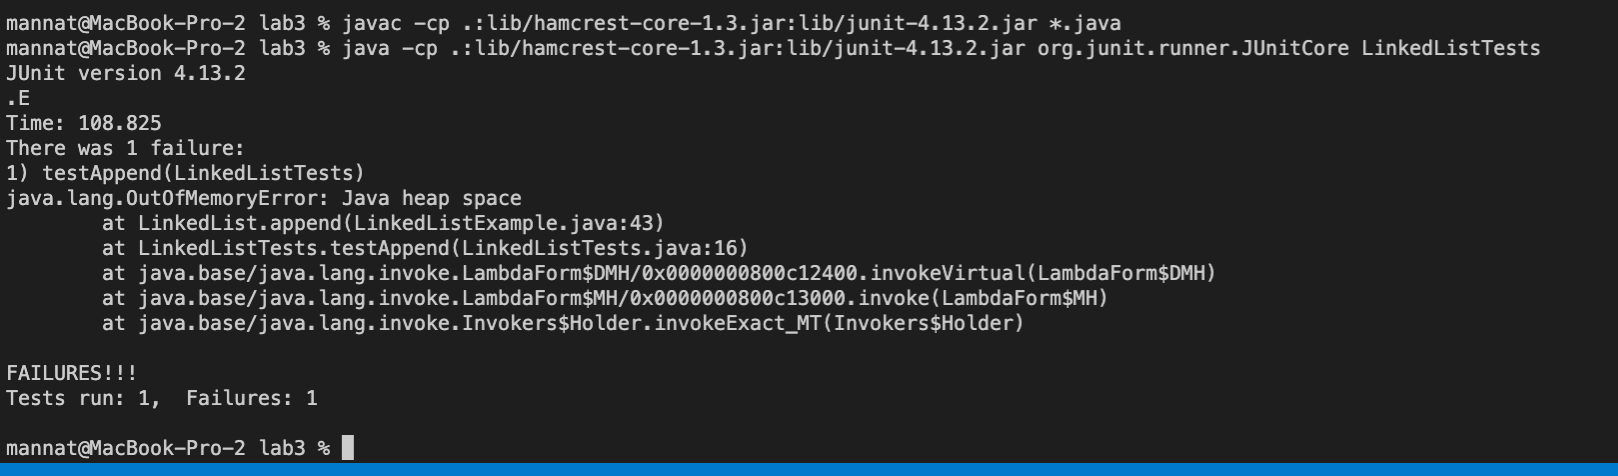 mannat@MacBook-Pro-2 lab3 % javac -cp .:lib/hamcrest-core-1.3.jar:lib/junit-4.13.2.jar *.java
mannat@MacBook-Pro-2 lab3 % java -cp .:lib/hamcrest-core-1.3.jar:lib/junit-4.13.2.jar org.junit.runner.JUnitCore LinkedListTests
JUnit version 4.13.2
.E
Time: 108.825
There was 1 failure:
1) testAppend(LinkedListTests)
java.lang.OutOfMemoryError: Java heap space
        at LinkedList.append(LinkedListExample.java:43)
        at LinkedListTests.testAppend(LinkedListTests.java:16)
        at java.base/java.lang.invoke.LambdaForm$DMH/0x0000000800c12400.invokeVirtual(LambdaForm$DMH)
        at java.base/java.lang.invoke.LambdaForm$MH/0x0000000800c13000.invoke(LambdaForm$MH)
        at java.base/java.lang.invoke.Invokers$Holder.invokeExact_MT(Invokers$Holder)
FAILURES!!!
Tests run: 1,  Failures: 1
mannat@MacBook-Pro-2 lab3 %